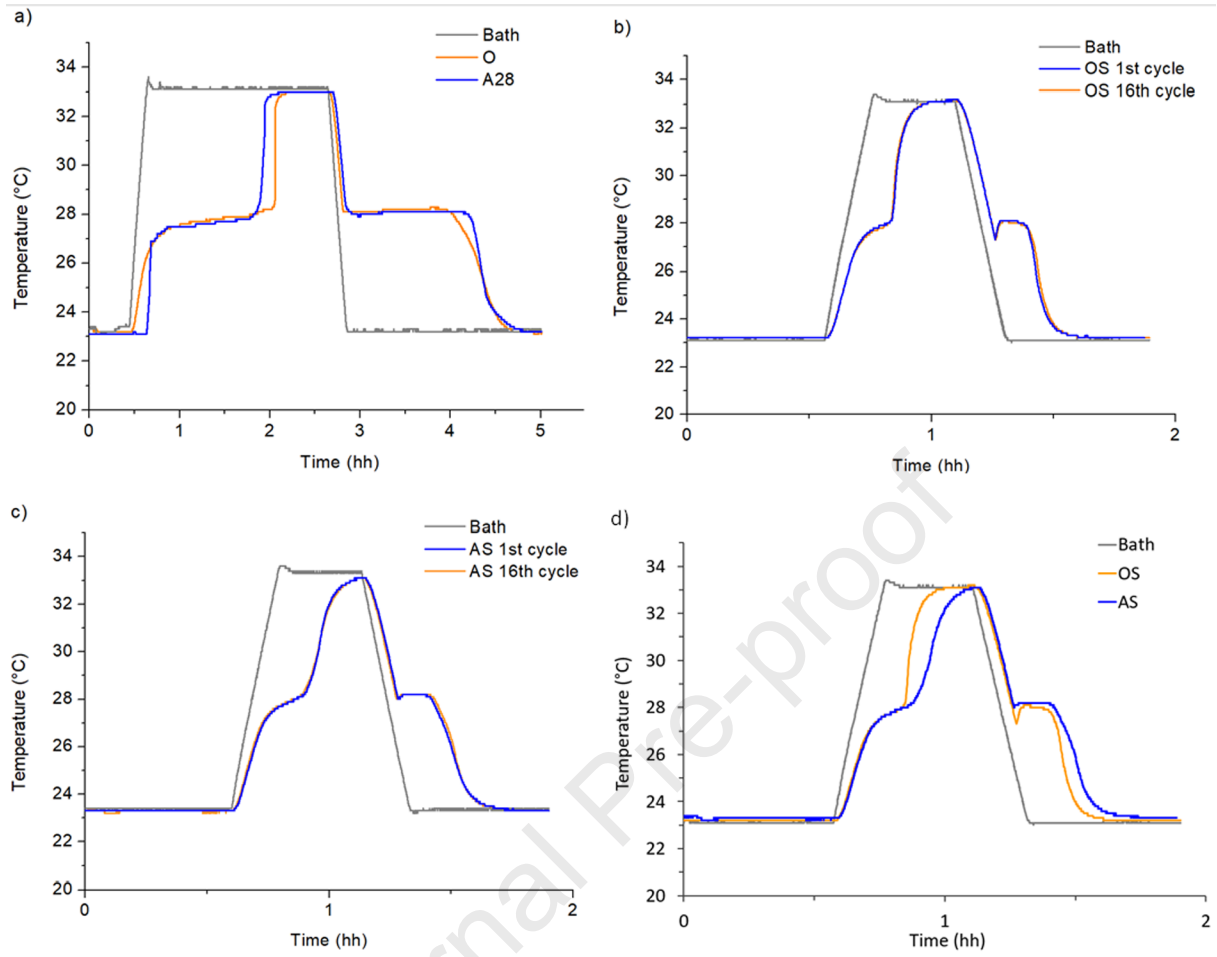 a)
Bath
O
A28
34
32
30
28
26
24
22
20
Temperature (°C)
0 1 2 3 4 5
Time (hh)
b)
Bath
OS 1st cycle
OS 16th cycle
34
32
30
28
26
24
22
20
Temperature (°C)
0 1 2
Time (hh)
c)
Bath
AS 1st cycle
AS 16th cycle
34
32
30
28
26
24
22
20
Temperature (°C)
0 1 2
Time (hh)
d)
Bath
OS
AS
34
32
30
28
26
24
22
20
Temperature (°C)
0 1 2
Time (hh)
nal Pre-proof